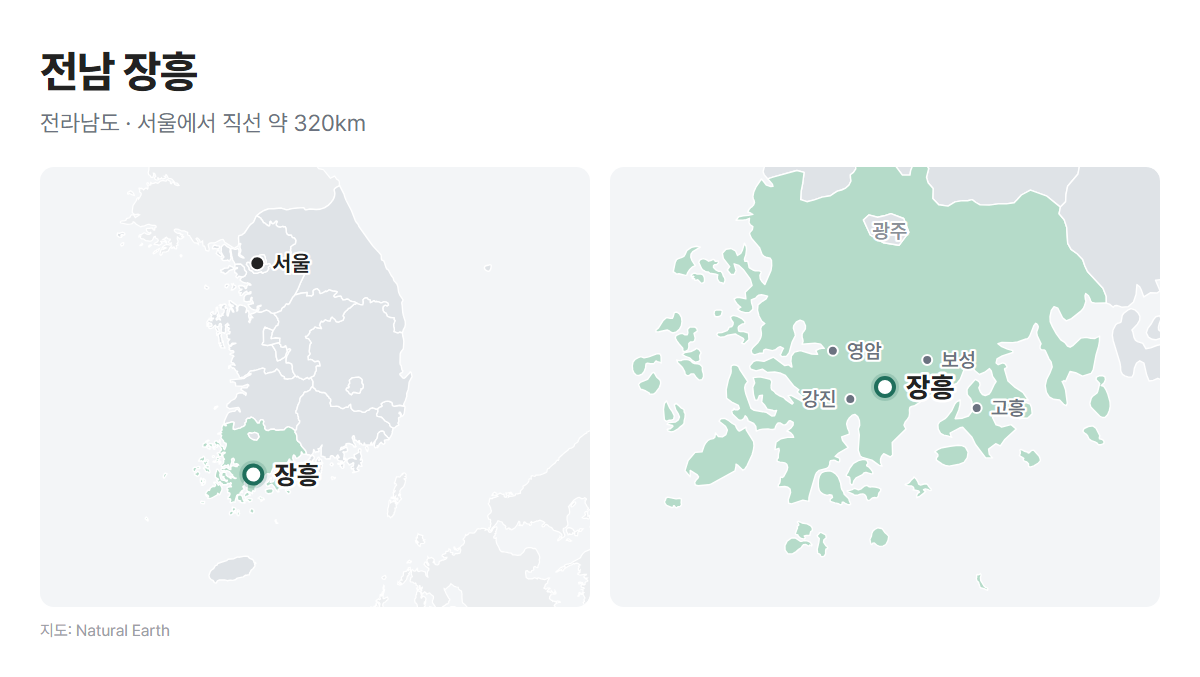 전남 장흥
전라남도 · 서울에서 직선 약 320km
서울
장흥
광주
영암
보성
장흥
강진
고흥
지도: Natural Earth